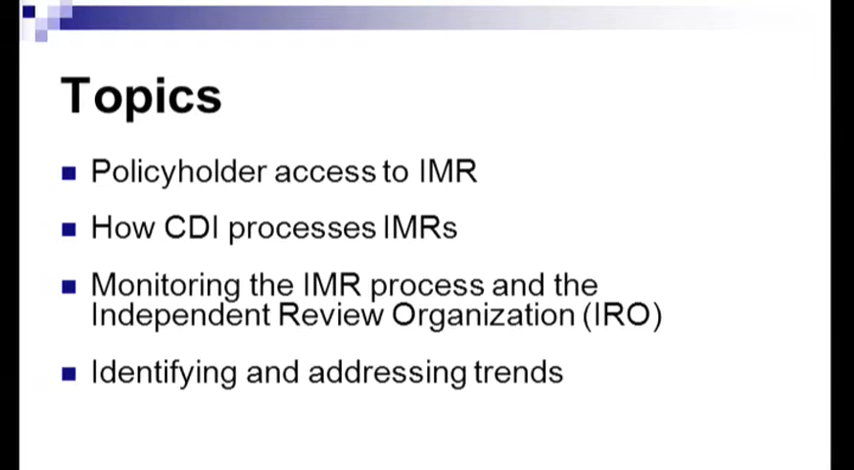 Topics
Policyholder access to IMR
How CDI processes IMRs
Monitoring the IMR process and the
Independent Review Organization (IRO)
Identifying and addressing trends